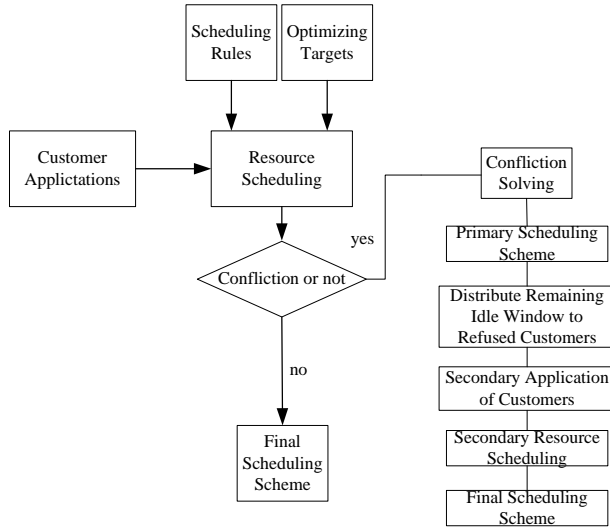 Scheduling
Rules
Optimizing
Targets
Customer
Applictations
Resource
Scheduling
Confliction
Solving
yes
Primary Scheduling
Scheme
Confliction or not
Distribute Remaining
Idle Window to
Refused Customers
no
Secondary Application
of Customers
Final
Scheduling
Scheme
Secondary Resource
Scheduling
Final Scheduling
Scheme